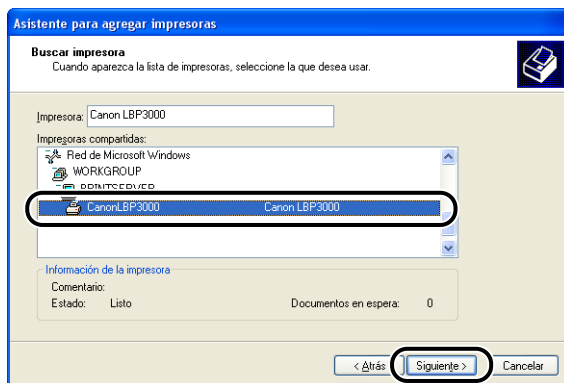 Asistente para agregar impresoras
Buscar impresora
Cuando aparezca la lista de impresoras, seleccione la que desea usar.
Impresora: Canon LBP3000
Impresoras compartidas:
Red de Microsoft Windows
WORKGROUP
PRINTSERVER
CanonLBP3000 Canon LBP3000
Información de la impresora
Comentario:
Estado: Listo Documentos en espera: 0
< Atrás Siguiente > Cancelar